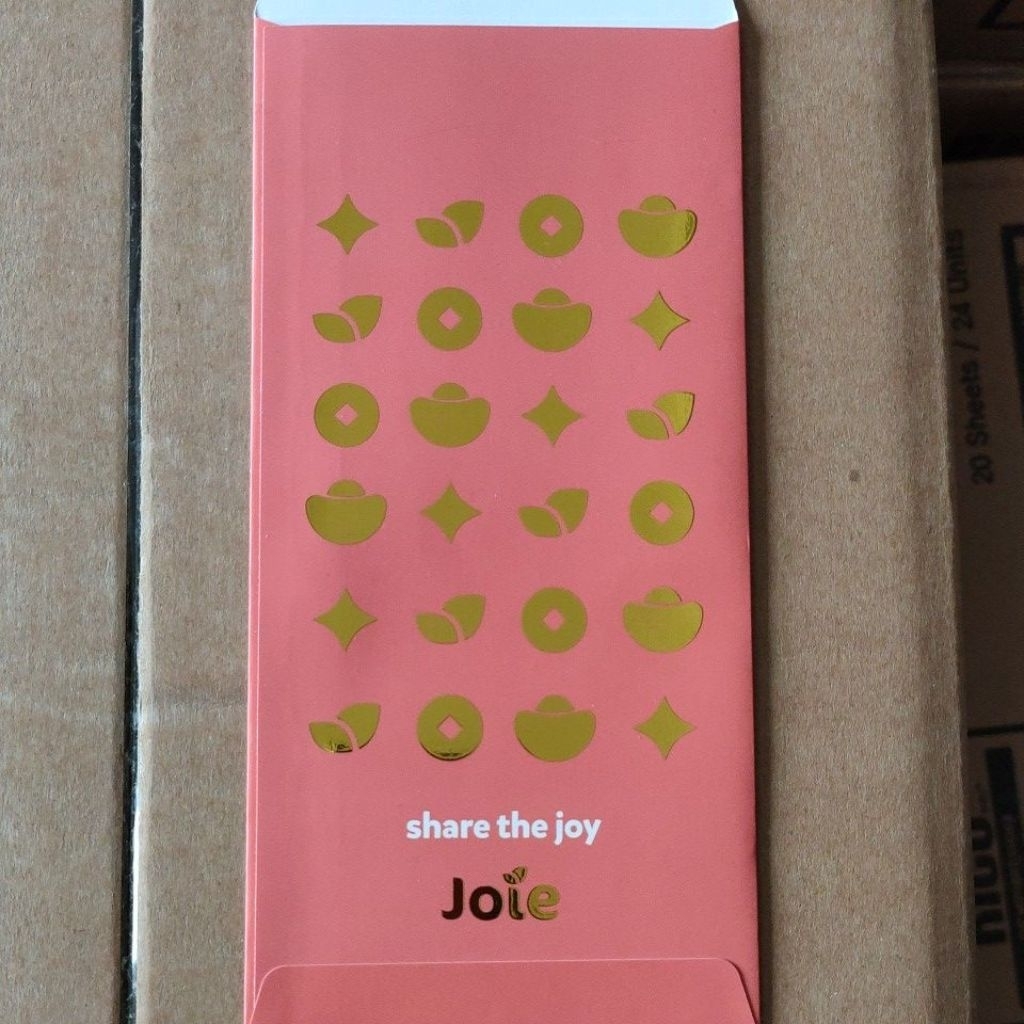 share the joy
Joie
20 Sheets / 24 Units